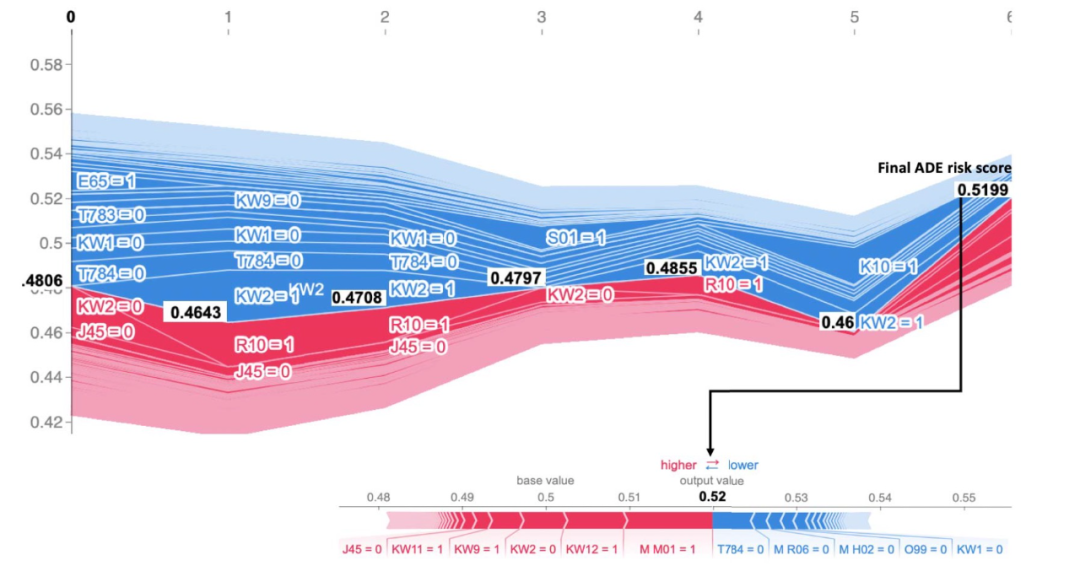 0 1 2 3 4 5 6
0.58
0.56
0.54
Final ADE risk score
E65 = 1
0.5199
0.52
KW9 = 0
T783 = 0
KW1 = 0
KW1 = 0
S01 = 1
0.5
KW1 = 0
T784 = 0
T784 = 0
KW2 = 1
K10 = 1
T784 = 0
0.4797
0.4855
R10 = 1
.4806
KW2 = 1
KW2
0.4708
KW2 = 1
KW2 = 0
KW2 = 0
0.4643
0.46
KW2 = 1
R10 = 1
0.46
J45 = 0
R10 = 1
J45 = 0
J45 = 0
0.44
0.42
higher lower
base value output value
0.48 0.49 0.5 0.51 0.52 0.53 0.54 0.55
J45 = 0 KW11 = 1 KW9 = 1 KW2 = 0 KW12 = 1 M M01 = 1 T784 = 0 M R06 = 0 M H02 = 0 O99 = 0 KW1 = 0